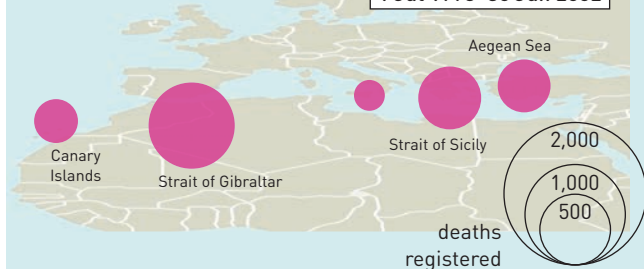 Aegean Sea
Canary
Islands
Strait of Gibraltar
Strait of Sicily
2,000
1,000
500
deaths
registered